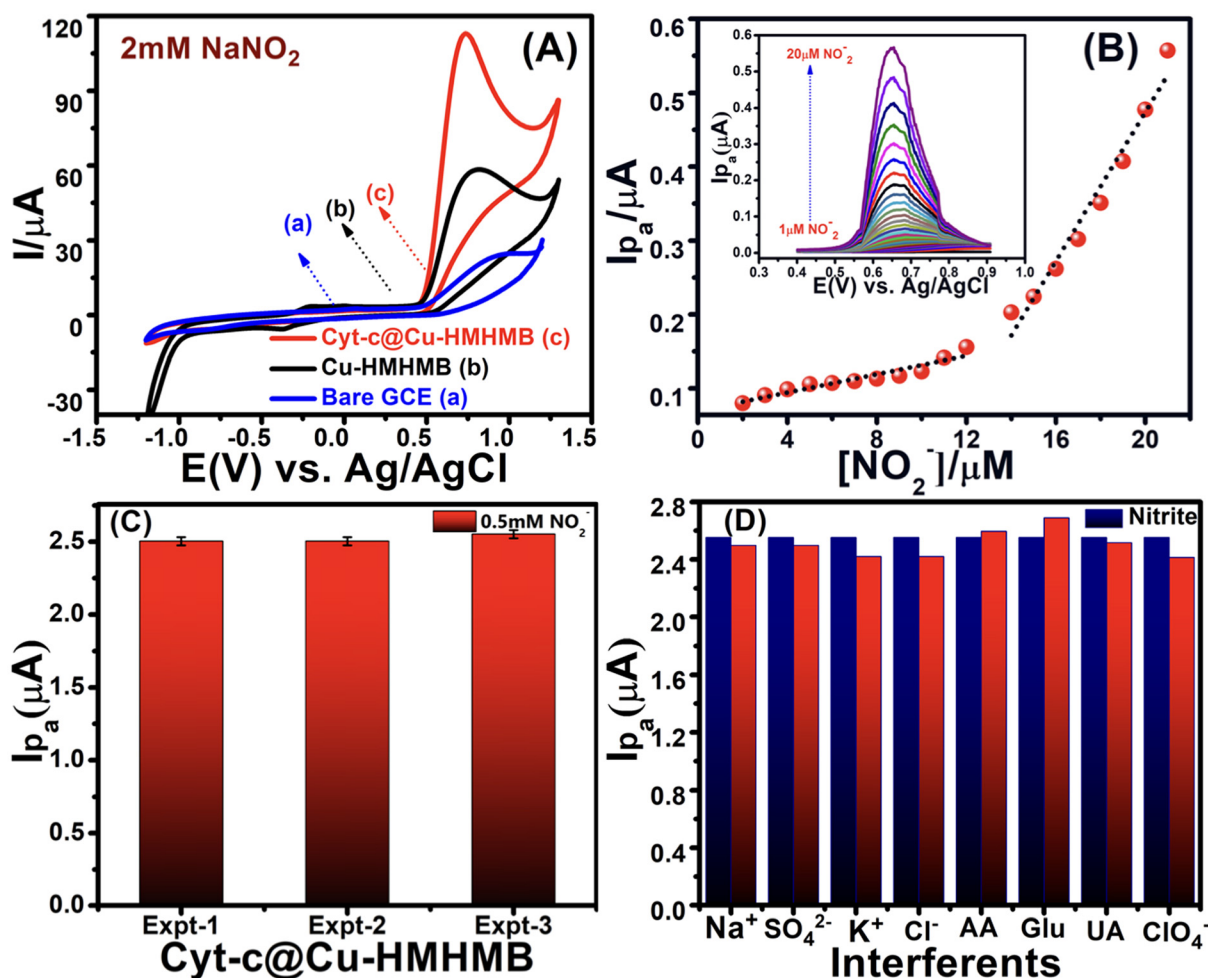 2mM NaNO₂
(A)
120
90
60
30
0
-30
I/µA
(a)
(b)
(c)
Cyt-c@Cu-HMHMB (c)
Cu-HMHMB (b)
Bare GCE (a)
-1.5 -1.0 -0.5 0.0 0.5 1.0 1.5
E(V) vs. Ag/AgCl
(B)
0.6
0.5
0.4
0.3
0.2
0.1
Ipₐ/µA
0.6
0.5
0.4
0.3
0.2
0.1
0.0
Ipₐ(µA)
20µM NO₂⁻
1µM NO₂⁻
0.3 0.4 0.5 0.6 0.7 0.8 0.9 1.0
E(V) vs. Ag/AgCl
0 4 8 12 16 20
[NO₂⁻]/µM
(C)
0.5mM NO₂⁻
2.5
2.0
1.5
1.0
0.5
0.0
Ipₐ(µA)
Expt-1 Expt-2 Expt-3
Cyt-c@Cu-HMHMB
(D)
Nitrite
2.8
2.4
2.0
1.6
1.2
0.8
0.4
Ipₐ(µA)
Na⁺ SO₄²⁻ K⁺ Cl⁻ AA Glu UA ClO₄⁻
Interferents